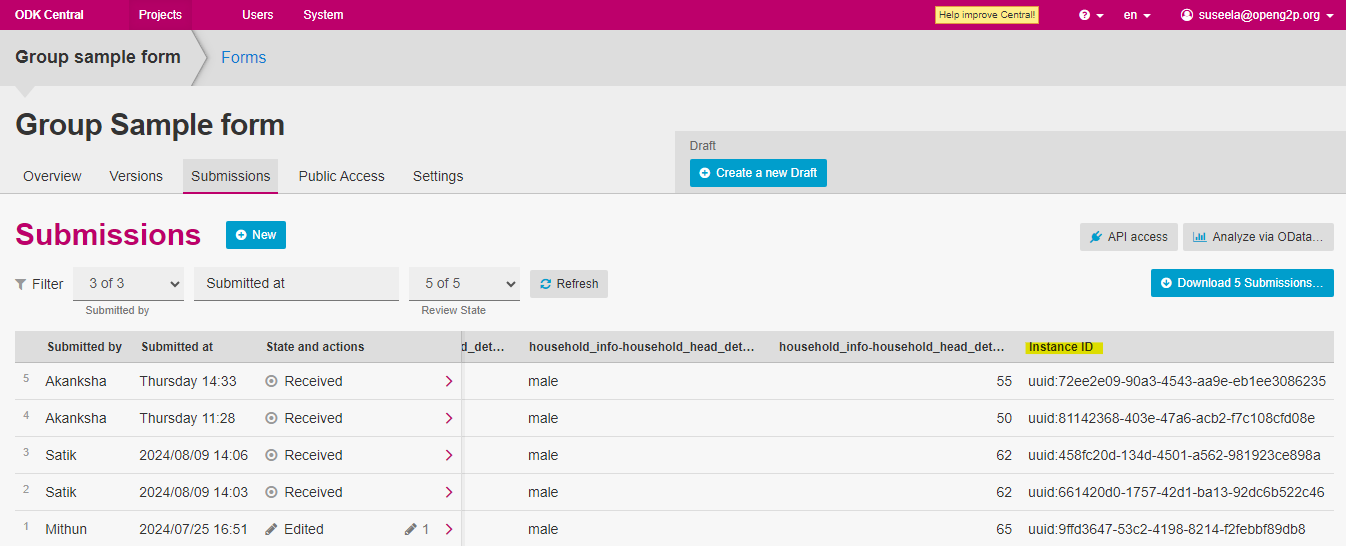 ODK Central Projects Users System Help improve Central! ? en suseela@openg2p.org
Group sample form Forms
Group Sample form
Draft
Overview Versions Submissions Public Access Settings Create a new Draft
Submissions New API access Analyze via OData...
Filter 3 of 3 Submitted at 5 of 5 Refresh Download 5 Submissions...
Submitted by Review State
Submitted by Submitted at State and actions d_det... household_info-household_head_det... household_info-household_head_det... Instance ID
5 Akanksha Thursday 14:33 Received male 55 uuid:72ee2e09-90a3-4543-aa9e-eb1ee3086235
4 Akanksha Thursday 11:28 Received male 50 uuid:81142368-403e-47a6-acb2-f7c108cfd08e
3 Satik 2024/08/09 14:06 Received male 62 uuid:458fc20d-134d-4501-a562-981923ce898a
2 Satik 2024/08/09 14:03 Received male 62 uuid:661420d0-1757-42d1-ba13-92dc6b522c46
1 Mithun 2024/07/25 16:51 Edited 1 male 65 uuid:9ffd3647-53c2-4198-8214-f2febbf89db8